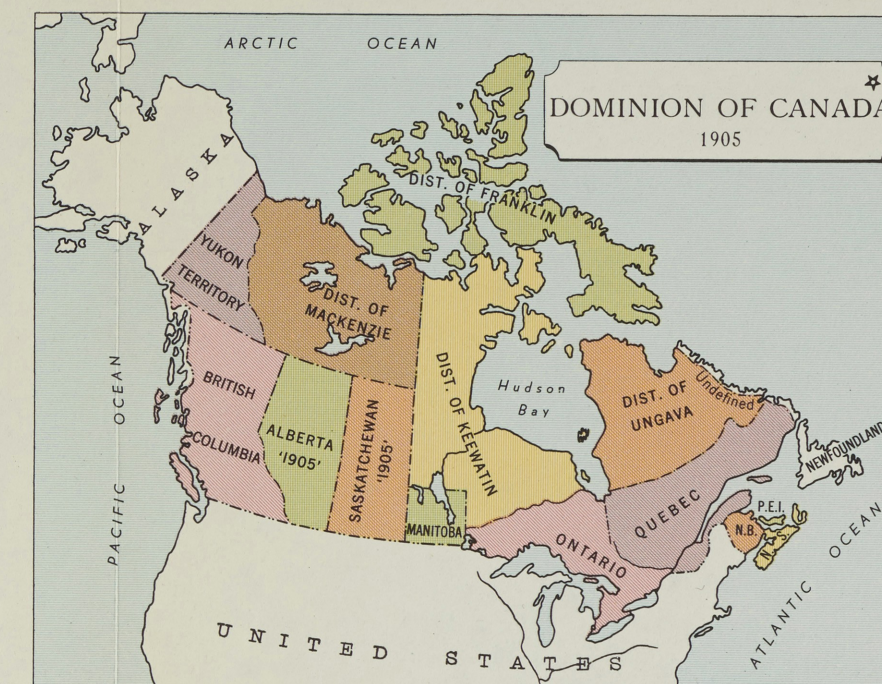 ARCTIC OCEAN
DOMINION OF CANADA
1905
ALASKA
DIST. OF FRANKLIN
YUKON
TERRITORY
DIST. OF
MACKENZIE
DIST. OF KEEWATIN
Hudson
Bay
DIST. OF
UNGAVA
Undefined
BRITISH
COLUMBIA
ALBERTA
'1905'
SASKATCHEWAN
'1905'
MANITOBA
ONTARIO
QUEBEC
NEWFOUNDLAND
P.E.I.
N.B.
N.S.
PACIFIC OCEAN
ATLANTIC OCEAN
UNITED STATES